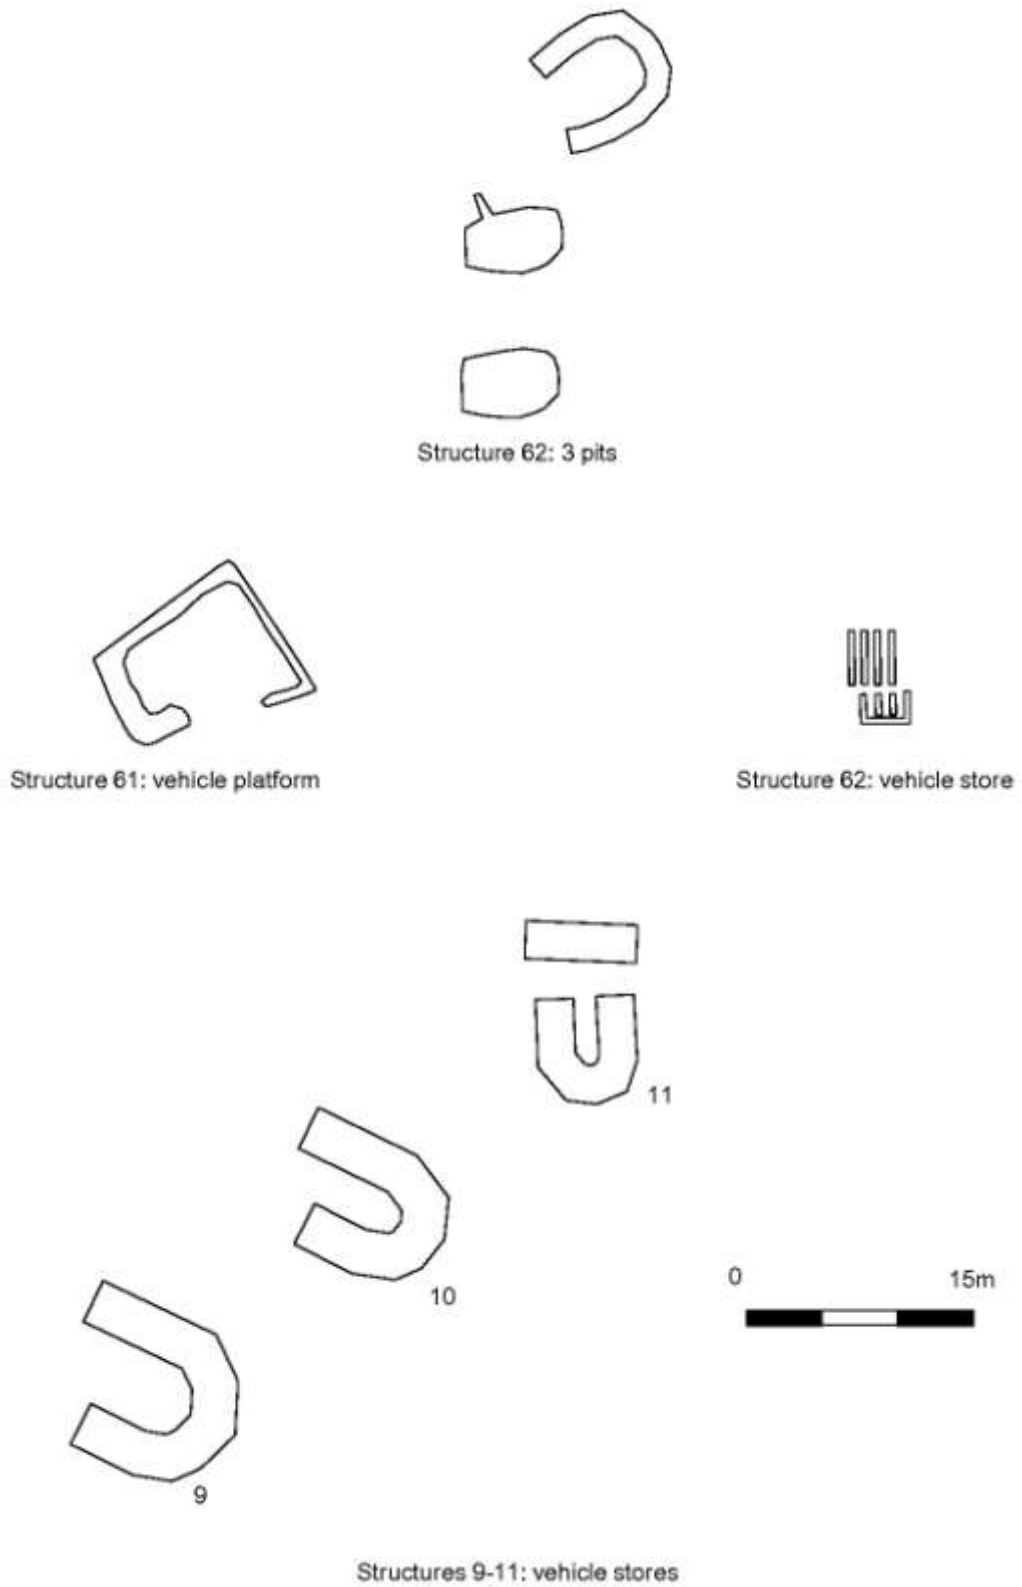 Structure 62: 3 pits
Structure 61: vehicle platform
Structure 62: vehicle store
11
10
0 15m
9
Structures 9-11: vehicle stores